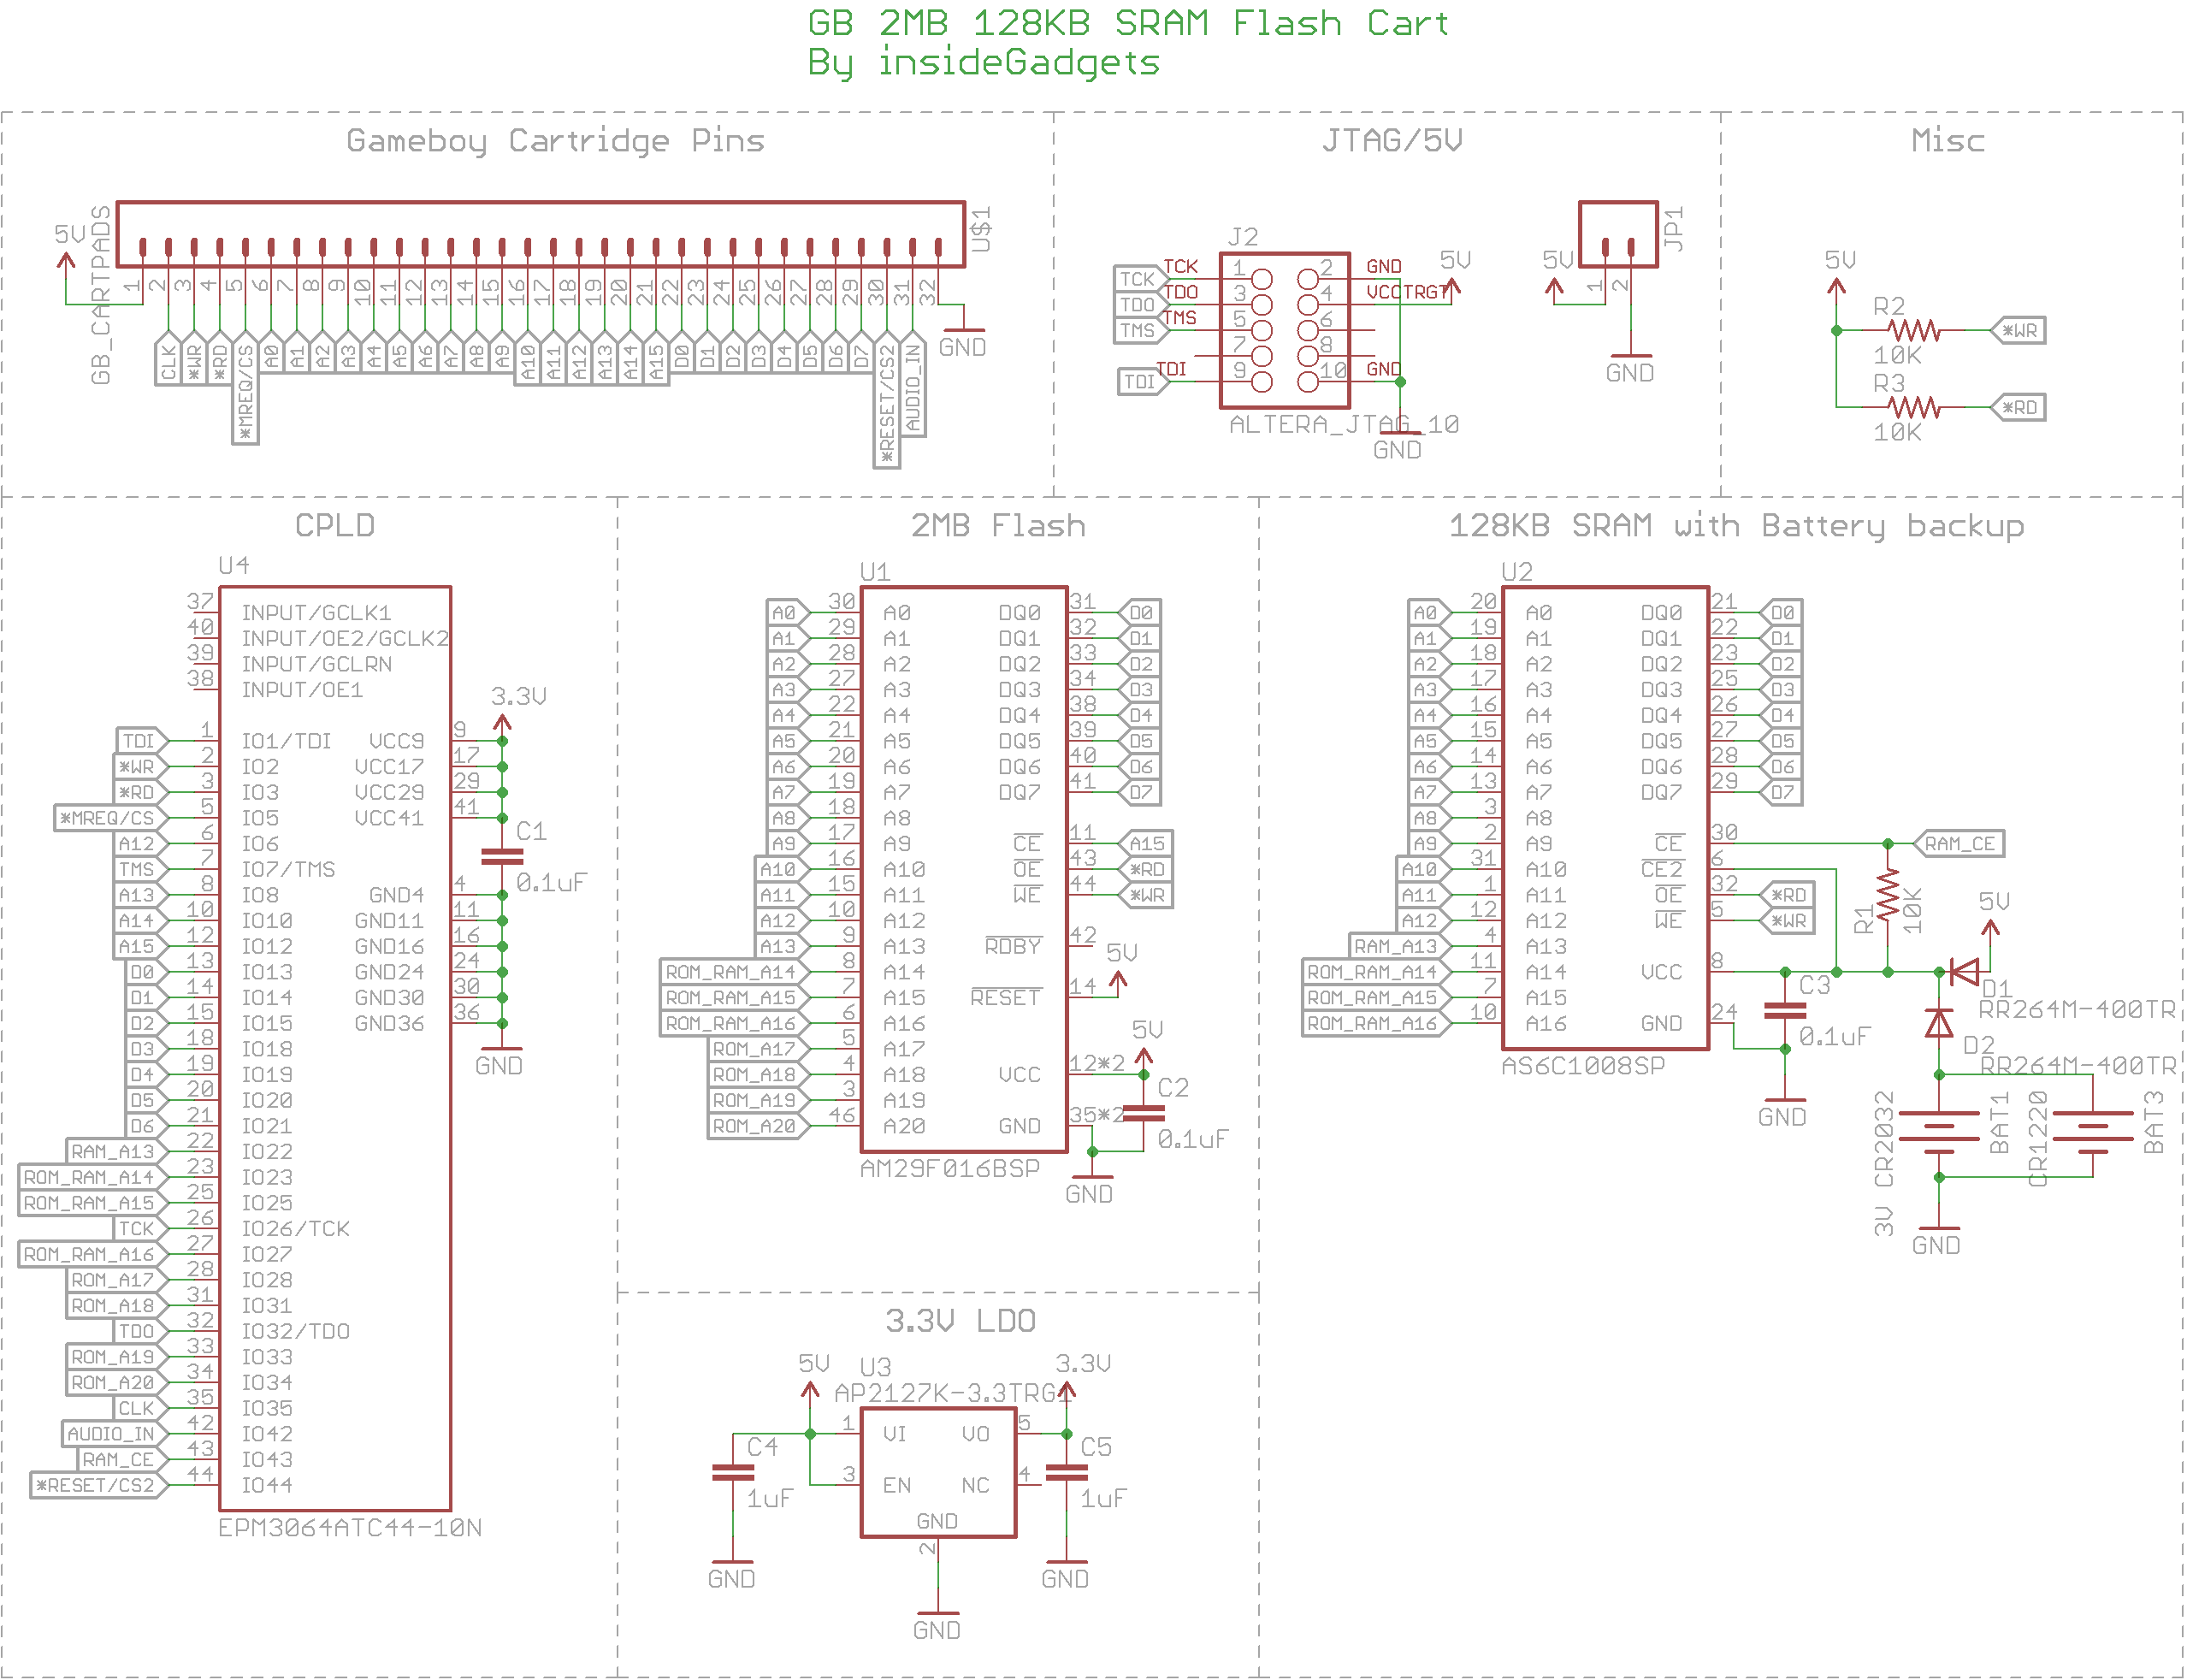 GB 2MB 128KB SRAM Flash Cart
By insideGadgets
Gameboy Cartridge Pins
5V
GB_CARTPADS
U$1
1 2 3 4 5 6 7 8 9 10 11 12 13 14 15 16 17 18 19 20 21 22 23 24 25 26 27 28 29 30 31 32
CLK *WR *RD *MREQ/CS A0 A1 A2 A3 A4 A5 A6 A7 A8 A9 A10 A11 A12 A13 A14 A15 D0 D1 D2 D3 D4 D5 D6 D7 *RESET/CS2 AUDIO_IN
GND
JTAG/5V
J2
TCK TCK 1 2 GND 5V
TDO TDO 3 4 VCCTRGT
TMS TMS 5 6
7 8
TDI TDI 9 10 GND
ALTERA_JTAG_10
GND
5V
JP1
1 2
GND
Misc
5V
R2
*WR
10K
R3
*RD
10K
CPLD
U4
37 INPUT/GCLK1
40 INPUT/OE2/GCLK2
39 INPUT/GCLRN
38 INPUT/OE1
3.3V
TDI 1 IO1/TDI VCC9 9
*WR 2 IO2 VCC17 17
*RD 3 IO3 VCC29 29
*MREQ/CS 5 IO5 VCC41 41
A12 6 IO6
C1
TMS 7 IO7/TMS
0.1uF
A13 8 IO8 GND4 4
A14 10 IO10 GND11 11
A15 12 IO12 GND16 16
D0 13 IO13 GND24 24
D1 14 IO14 GND30 30
D2 15 IO15 GND36 36
D3 18 IO18
GND
D4 19 IO19
D5 20 IO20
D6 21 IO21
RAM_A13 22 IO22
ROM_RAM_A14 23 IO23
ROM_RAM_A15 25 IO25
TCK 26 IO26/TCK
ROM_RAM_A16 27 IO27
ROM_A17 28 IO28
ROM_A18 31 IO31
TDO 32 IO32/TDO
ROM_A19 33 IO33
ROM_A20 34 IO34
CLK 35 IO35
AUDIO_IN 42 IO42
RAM_CE 43 IO43
*RESET/CS2 44 IO44
EPM3064ATC44-10N
2MB Flash
U1
A0 30 A0 DQ0 31 D0
A1 29 A1 DQ1 32 D1
A2 28 A2 DQ2 33 D2
A3 27 A3 DQ3 34 D3
A4 22 A4 DQ4 38 D4
A5 21 A5 DQ5 39 D5
A6 20 A6 DQ6 40 D6
A7 19 A7 DQ7 41 D7
A8 18 A8
A9 17 A9 CE 11 A15
A10 16 A10 OE 43 *RD
A11 15 A11 WE 44 *WR
A12 10 A12
A13 9 A13 RDBY 42
5V
ROM_RAM_A14 8 A14
ROM_RAM_A15 7 A15 RESET 14
ROM_RAM_A16 6 A16
5V
ROM_A17 5 A17
ROM_A18 4 A18 VCC 12*2
C2
ROM_A19 3 A19
ROM_A20 46 A20 GND 35*2
0.1uF
AM29F016BSP
GND
3.3V LDO
5V
U3
3.3V
AP2127K-3.3TRG1
1 VI VO 5
C4
C5
3 EN NC 4
1uF
1uF
GND
2
GND
GND
GND
128KB SRAM with Battery backup
U2
A0 20 A0 DQ0 21 D0
A1 19 A1 DQ1 22 D1
A2 18 A2 DQ2 23 D2
A3 17 A3 DQ3 25 D3
A4 16 A4 DQ4 26 D4
A5 15 A5 DQ5 27 D5
A6 14 A6 DQ6 28 D6
A7 13 A7 DQ7 29 D7
A8 3 A8
A9 2 A9 CE 30 RAM_CE
A10 31 A10 CE2 6
A11 1 A11 OE 32 *RD
A12 12 A12 WE 5 *WR
R1
10K
5V
RAM_A13 4 A13
ROM_RAM_A14 11 A14 VCC 8
ROM_RAM_A15 7 A15
C3
D1
RR264M-400TR
ROM_RAM_A16 10 A16 GND 24
0.1uF
D2
RR264M-400TR
AS6C1008SP
GND
3V CR2032
BAT1
CR1220
BAT3
GND